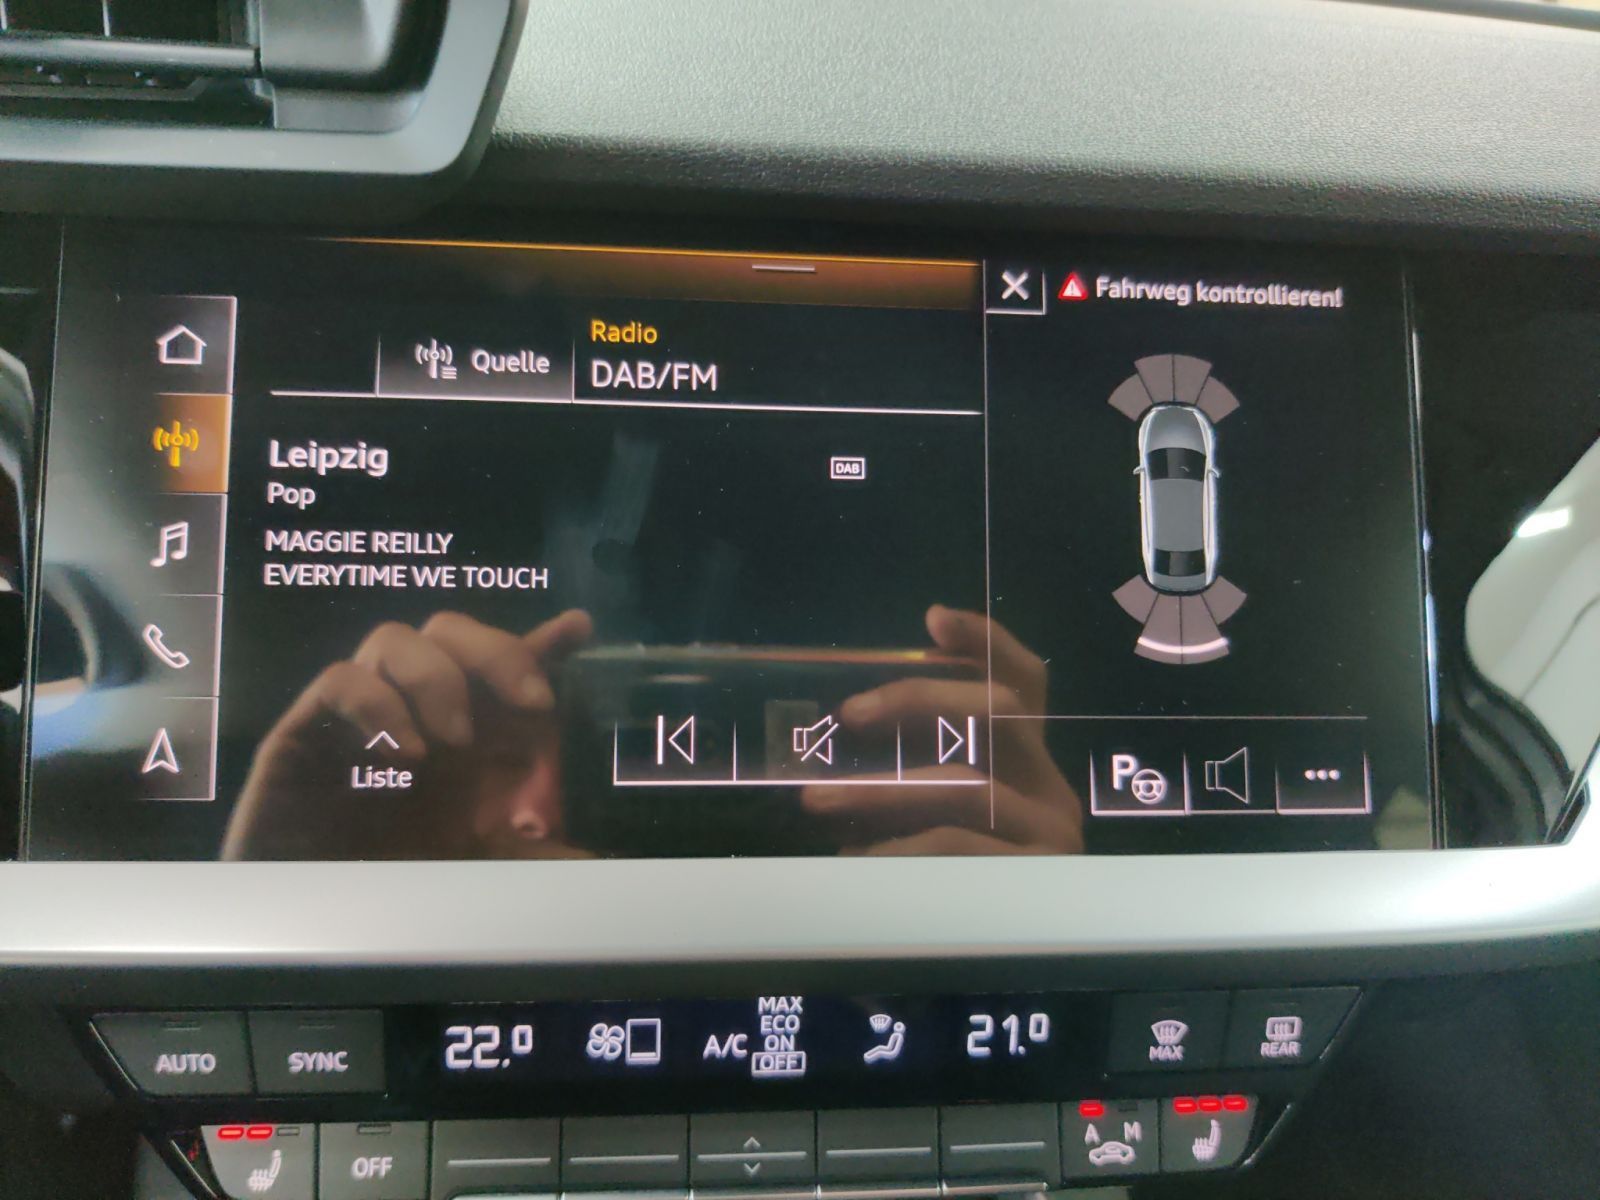 Fahrweg kontrollieren!
Quelle
Radio
DAB/FM
Leipzig
DAB
Pop
MAGGIE REILLY
EVERYTIME WE TOUCH
Liste
P
AUTO
SYNC
22.0
A/C
MAX
ECO
ON
OFF
21.0
MAX
REAR
OFF
A M